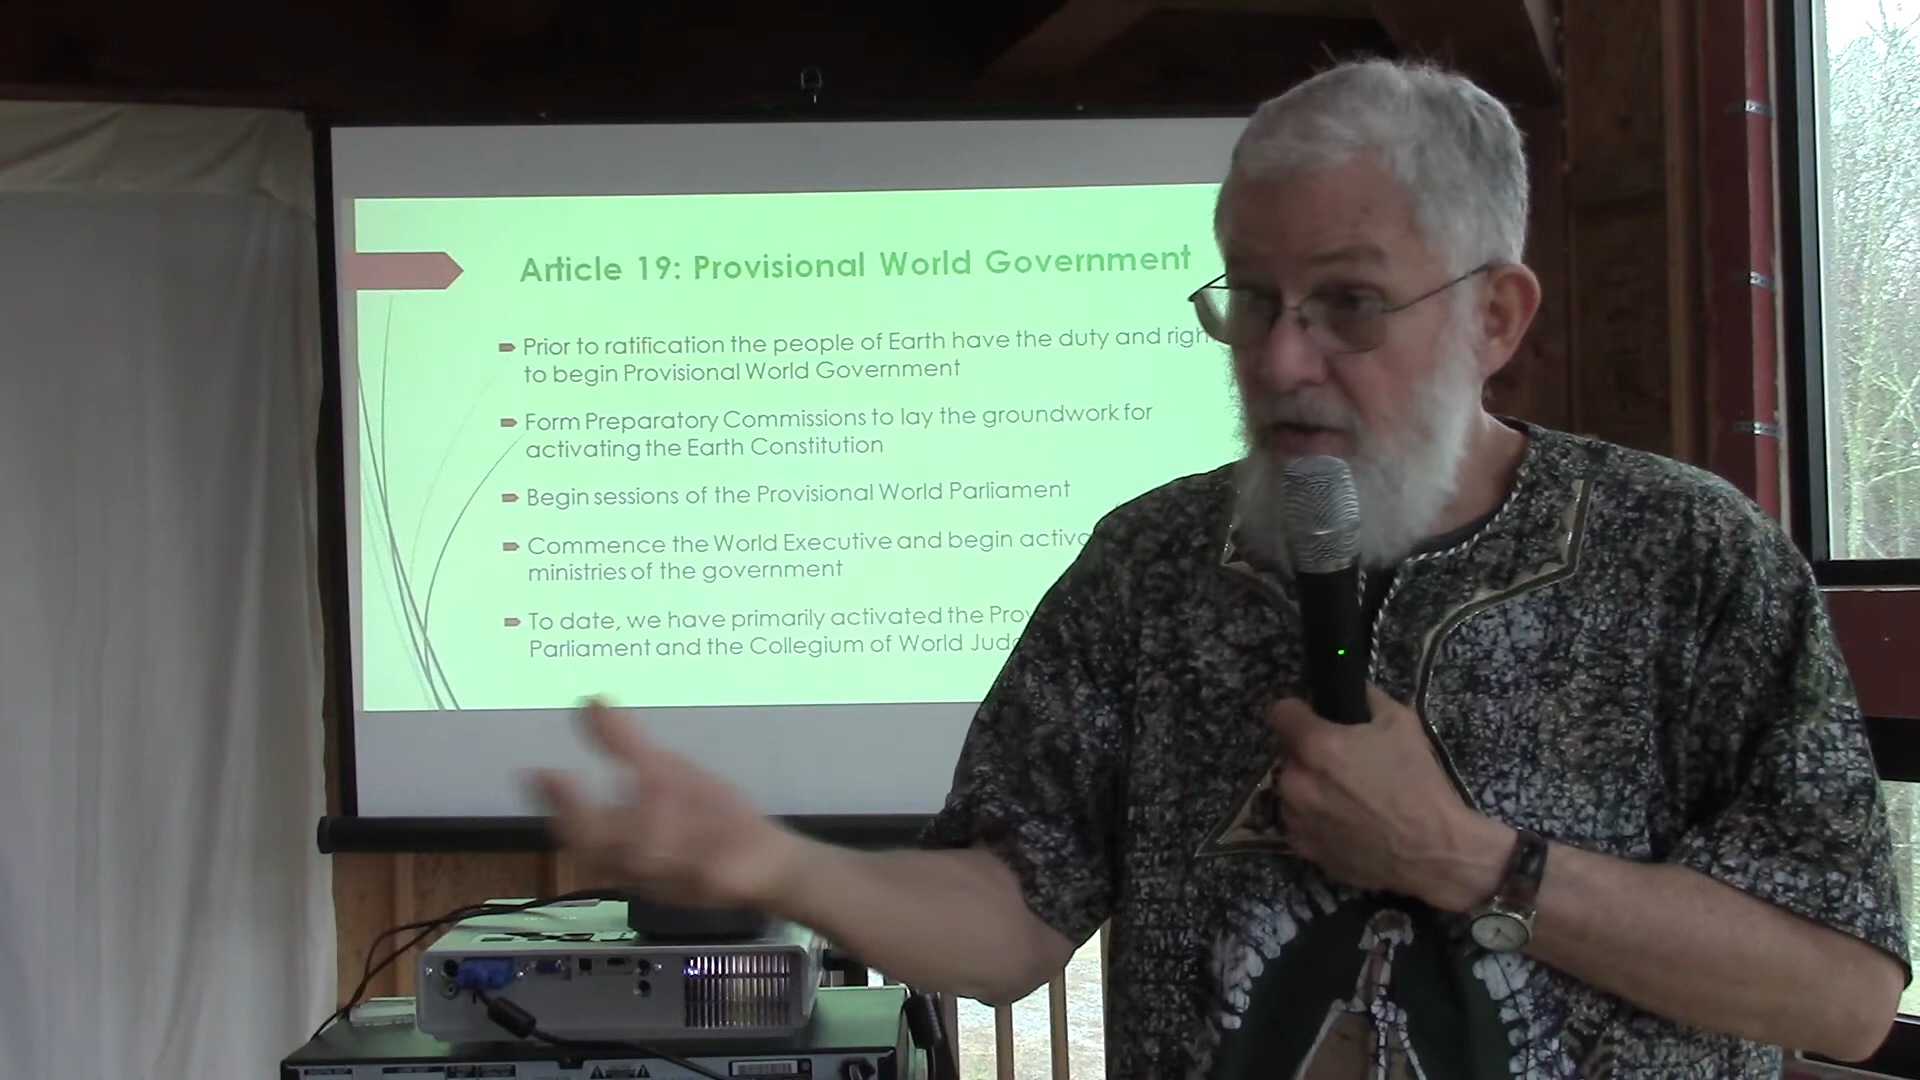 Article 19: Provisional World Government
Prior to ratification the people of Earth have the duty and righ
to begin Provisional World Government
Form Preparatory Commissions to lay the groundwork for
activating the Earth Constitution
Begin sessions of the Provisional World Parliament
Commence the World Executive and begin activa
ministries of the government
To date, we have primarily activated the Prov
Parliament and the Collegium of World Judg